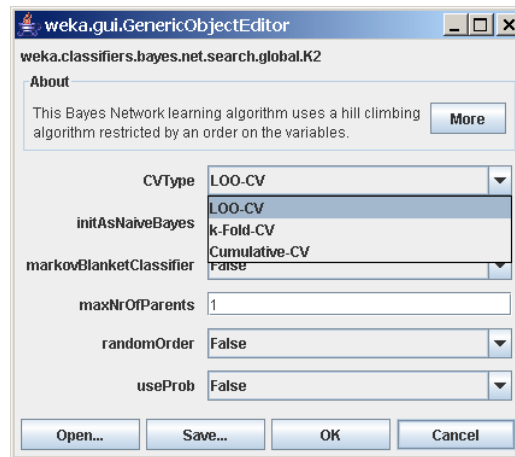 weka.gui.GenericObjectEditor
weka.classifiers.bayes.net.search.global.K2
About
This Bayes Network learning algorithm uses a hill climbing
algorithm restricted by an order on the variables.
More
CVType LOO-CV
LOO-CV
initAsNaiveBayes k-Fold-CV
Cumulative-CV
markovBlanketClassifier False
maxNrOfParents 1
randomOrder False
useProb False
Open... Save... OK Cancel